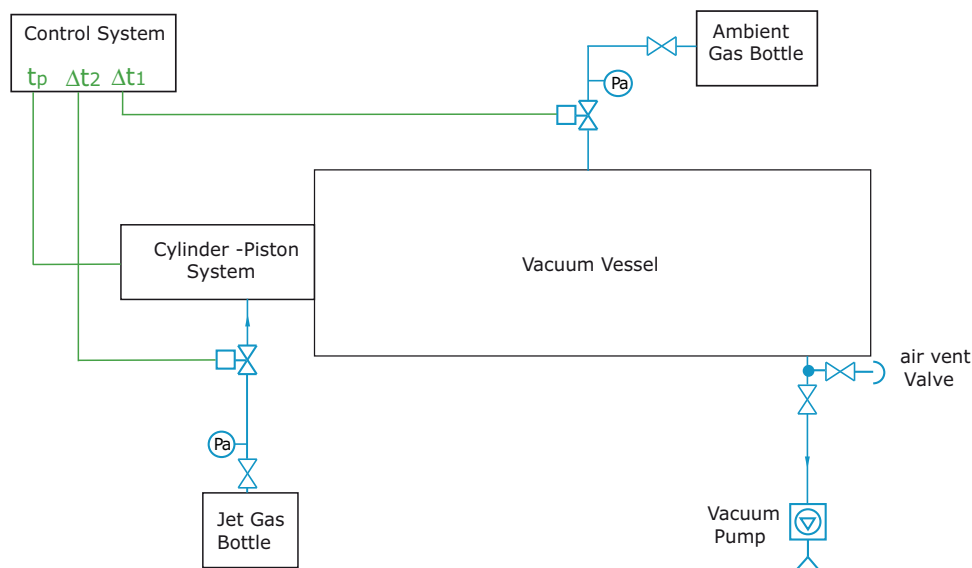 Control System
tp Δt2 Δt1
Ambient
Gas Bottle
Pa
Cylinder -Piston
System
Vacuum Vessel
air vent
Valve
Pa
Jet Gas
Bottle
Vacuum
Pump